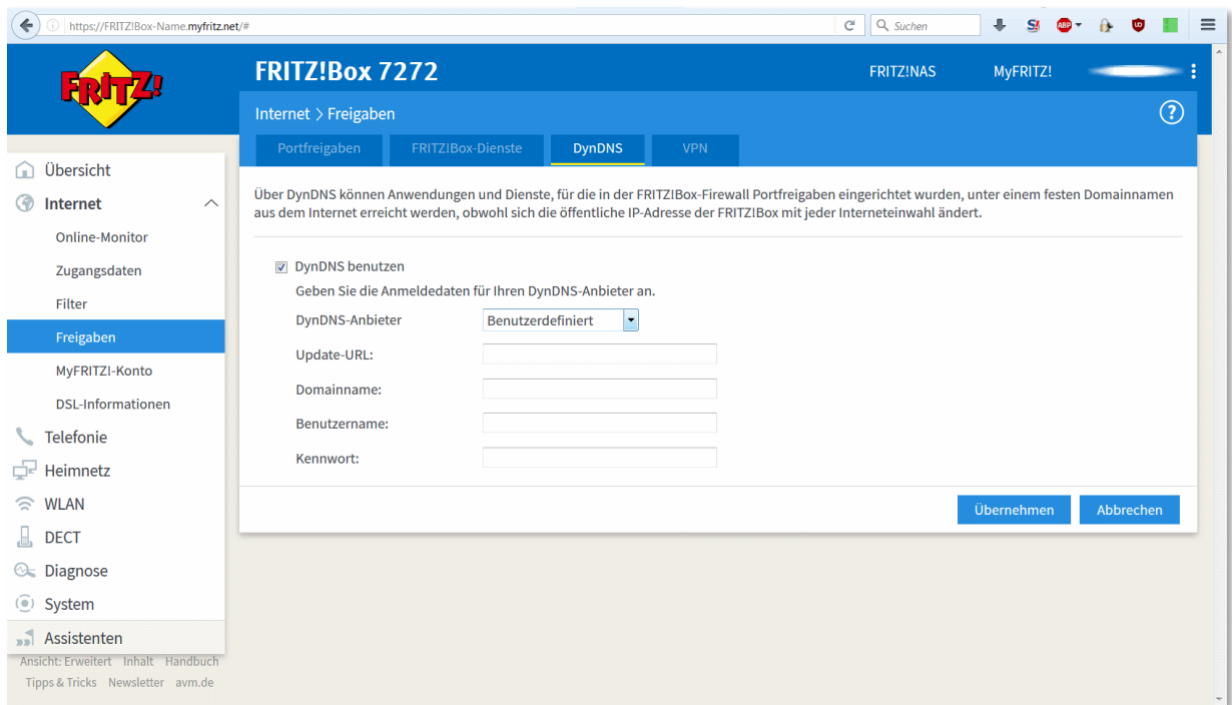 https://FRITZ!Box-Name.myfritz.net/#
Suchen
S!
ABP
FRITZ!
FRITZ!Box 7272
FRITZ!NAS
MyFRITZ!
Internet > Freigaben
?
Portfreigaben
FRITZ!Box-Dienste
DynDNS
VPN
Übersicht
Internet
Online-Monitor
Zugangsdaten
Filter
Freigaben
MyFRITZ!-Konto
DSL-Informationen
Telefonie
Heimnetz
WLAN
DECT
Diagnose
System
Assistenten
Ansicht: Erweitert Inhalt Handbuch
Tipps & Tricks Newsletter avm.de
Über DynDNS können Anwendungen und Dienste, für die in der FRITZ!Box-Firewall Portfreigaben eingerichtet wurden, unter einem festen Domainnamen
aus dem Internet erreicht werden, obwohl sich die öffentliche IP-Adresse der FRITZ!Box mit jeder Interneteinwahl ändert.
DynDNS benutzen
Geben Sie die Anmeldedaten für Ihren DynDNS-Anbieter an.
DynDNS-Anbieter Benutzerdefiniert
Update-URL:
Domainname:
Benutzername:
Kennwort:
Übernehmen
Abbrechen